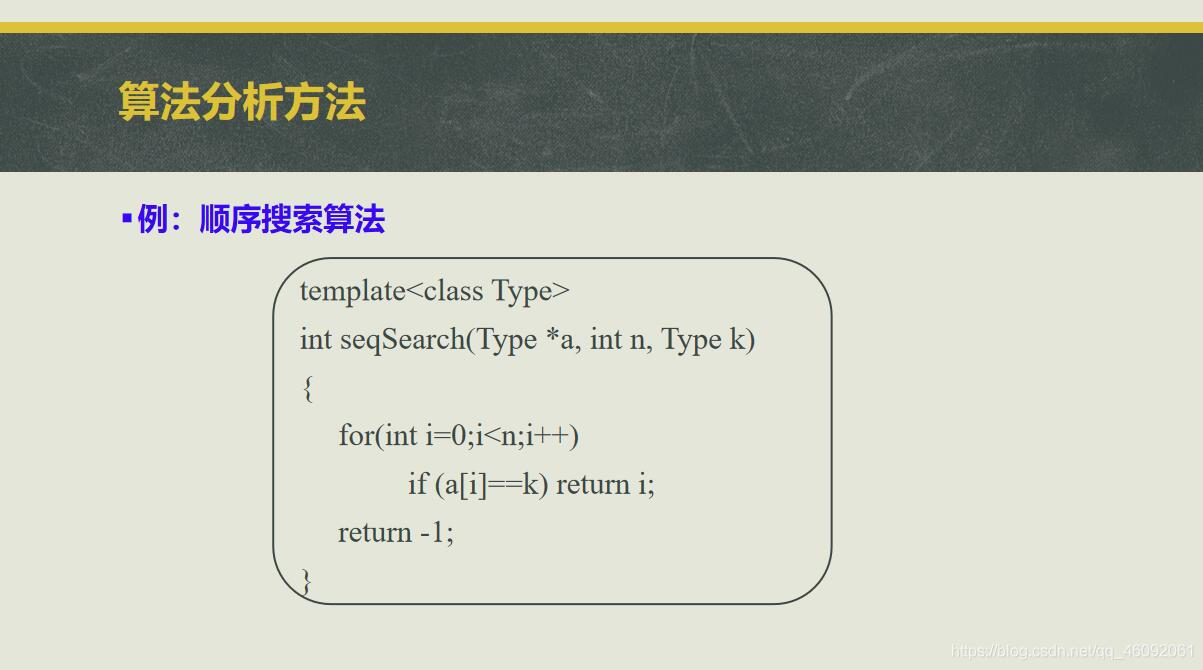 算法分析方法
▪例：顺序搜索算法
template<class Type>
int seqSearch(Type *a, int n, Type k)
{
for(int i=0;i<n;i++)
if (a[i]==k) return i;
return -1;
}
https://blog.csdn.net/qq_46092061